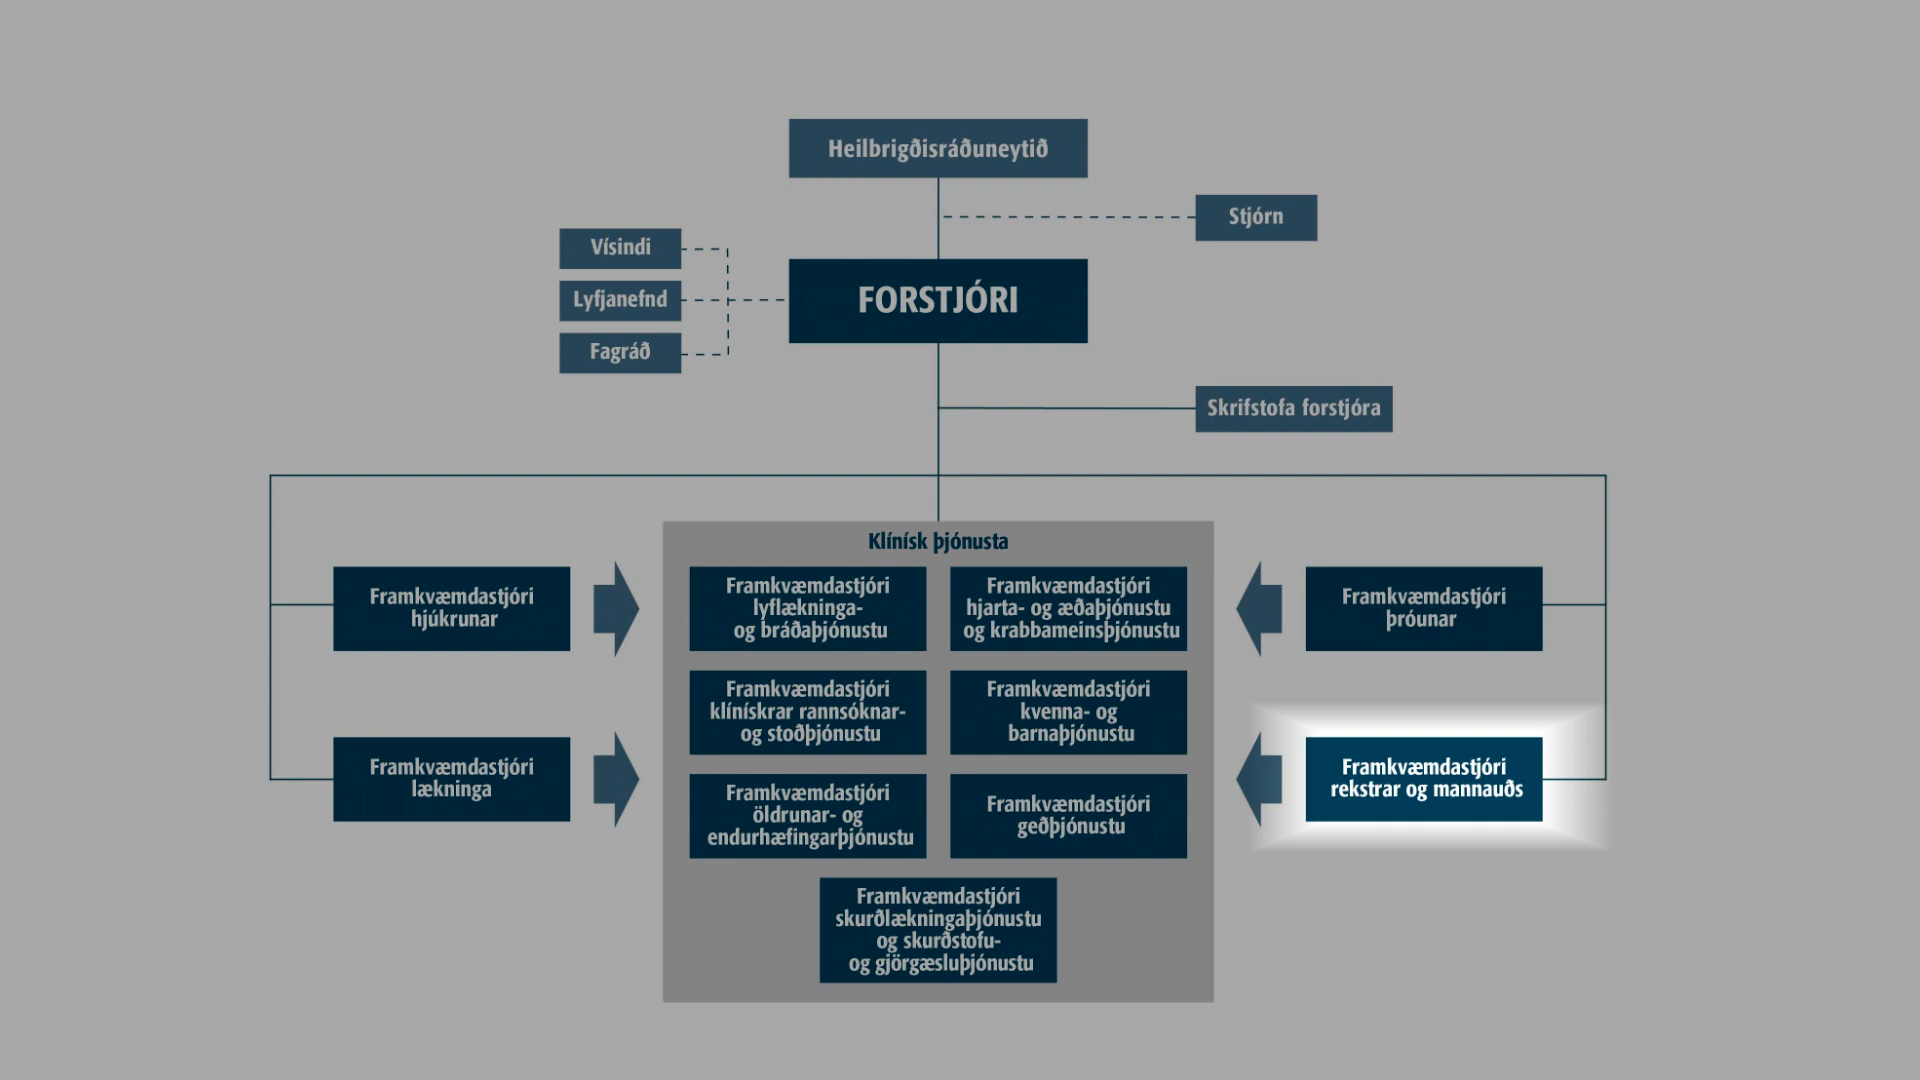 Heilbrigðisráðuneytið
Stjórn
Vísindi
Lyfjanefnd
Fagráð
FORSTJÓRI
Skrifstofa forstjóra
Klínísk þjónusta
Framkvæmdastjóri
hjúkrunar
Framkvæmdastjóri
lyflækninga-
og bráðaþjónustu
Framkvæmdastjóri
hjarta- og æðaþjónustu
og krabbameinsþjónustu
Framkvæmdastjóri
þróunar
Framkvæmdastjóri
klínískrar rannsóknar-
og stoðþjónustu
Framkvæmdastjóri
kvenna- og
barnaþjónustu
Framkvæmdastjóri
lækninga
Framkvæmdastjóri
öldrunar- og
endurhæfingarþjónustu
Framkvæmdastjóri
geðþjónustu
Framkvæmdastjóri
rekstrar og mannauðs
Framkvæmdastjóri
skurðlækningaþjónustu
og skurðstofu-
og gjörgæsluþjónustu